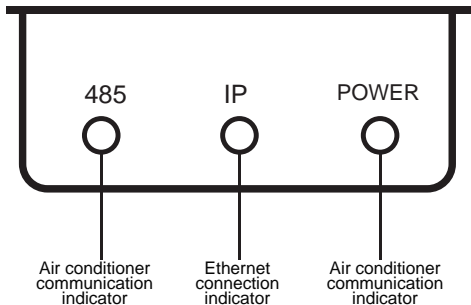 485 IP POWER
Air conditioner
communication
indicator
Ethernet
connection
indicator
Air conditioner
communication
indicator